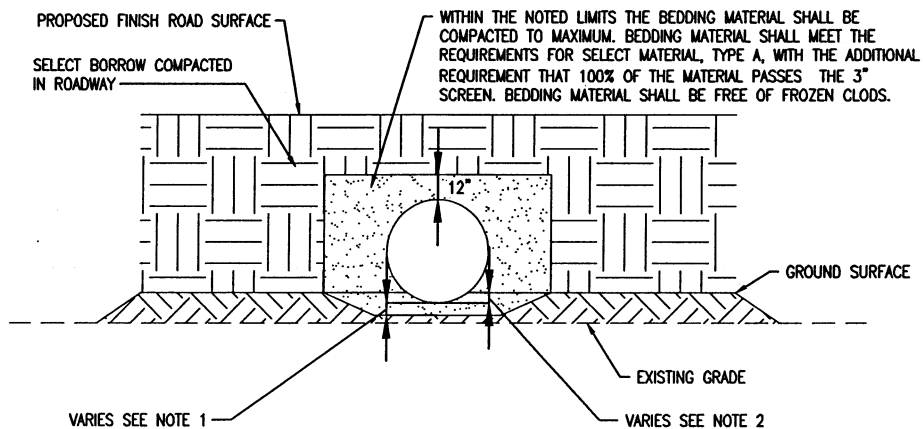 PROPOSED FINISH ROAD SURFACE
SELECT BORROW COMPACTED
IN ROADWAY
WITHIN THE NOTED LIMITS THE BEDDING MATERIAL SHALL BE
COMPACTED TO MAXIMUM. BEDDING MATERIAL SHALL MEET THE
REQUIREMENTS FOR SELECT MATERIAL, TYPE A, WITH THE ADDITIONAL
REQUIREMENT THAT 100% OF THE MATERIAL PASSES THE 3"
SCREEN. BEDDING MATERIAL SHALL BE FREE OF FROZEN CLODS.
12"
GROUND SURFACE
EXISTING GRADE
VARIES SEE NOTE 1
VARIES SEE NOTE 2